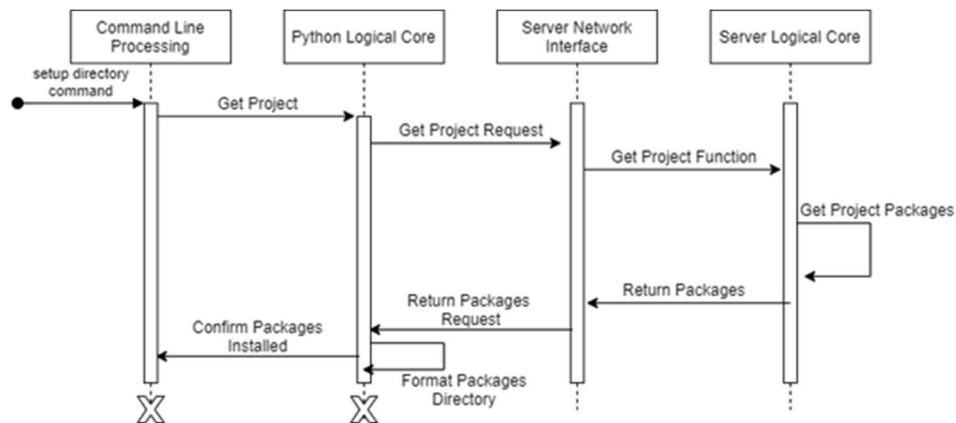 Command Line
Processing
Python Logical Core
Server Network
Interface
Server Logical Core
setup directory
command
Get Project
Get Project Request
Get Project Function
Get Project Packages
Return Packages
Return Packages
Request
Confirm Packages
Installed
Format Packages
Directory